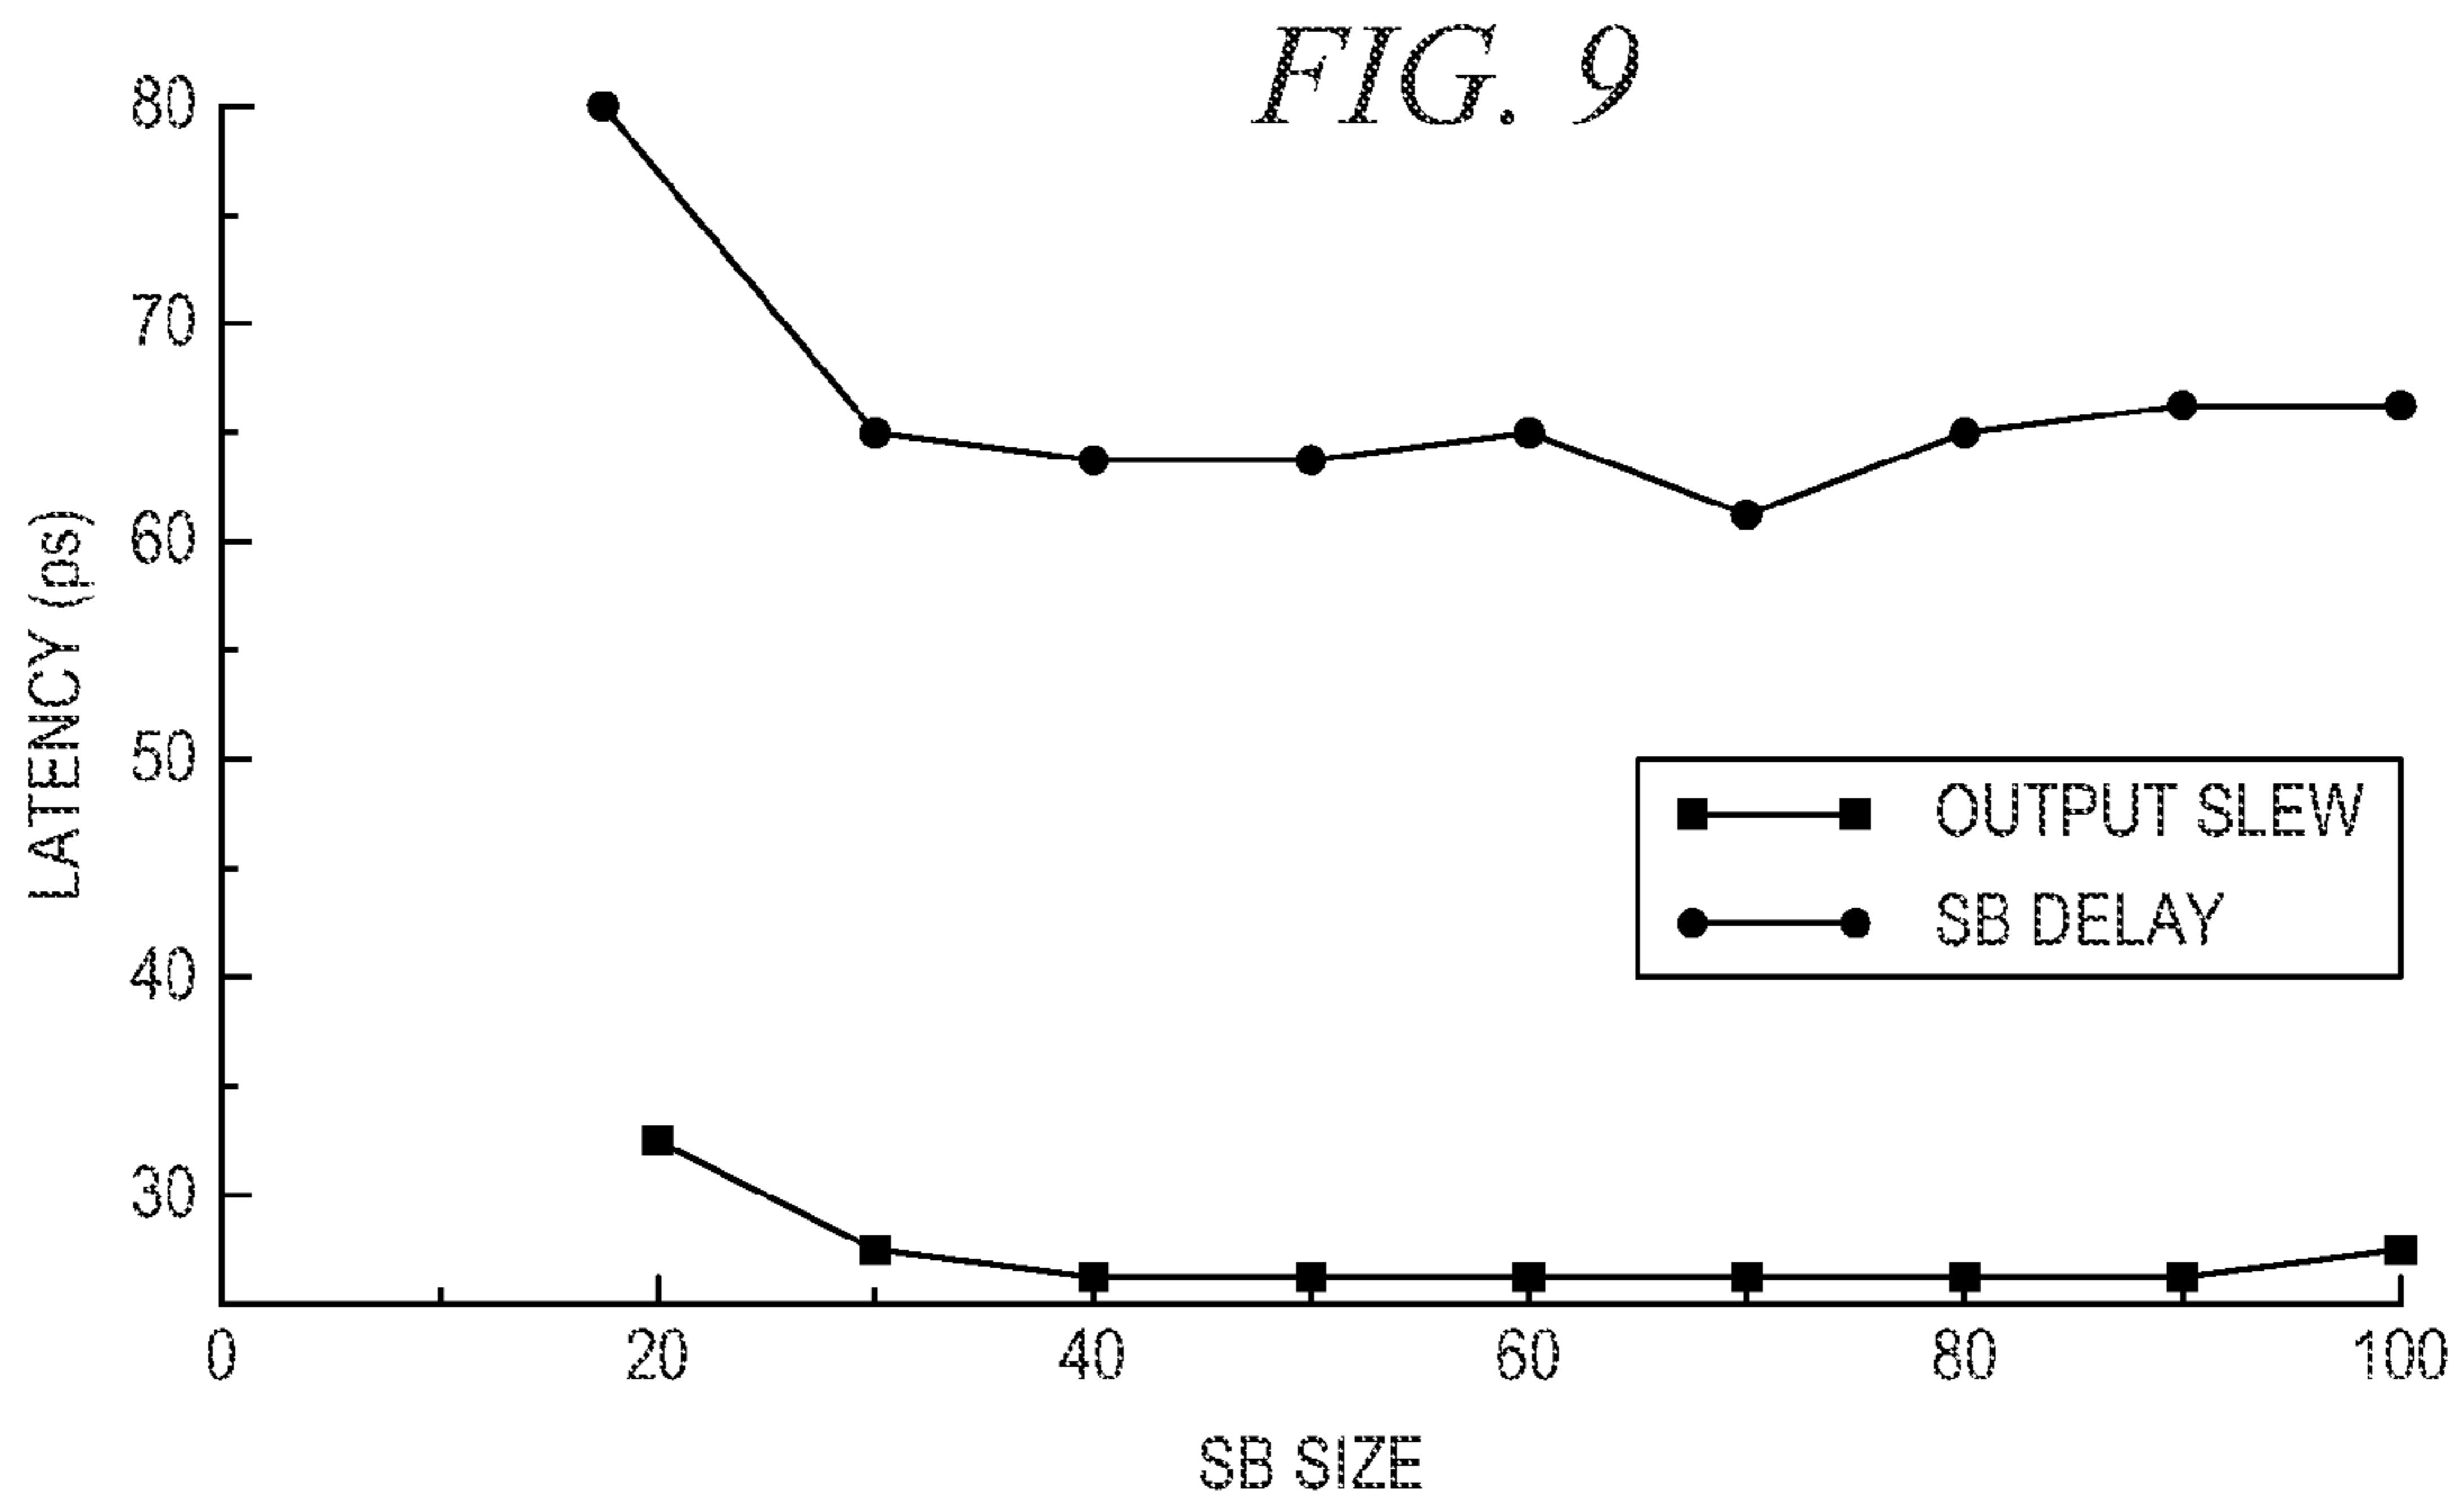 FIG. 9
80
70
60
50
40
30
LATENCY (ps)
OUTPUT SLEW
SB DELAY
0 20 40 60 80 100
SB SIZE